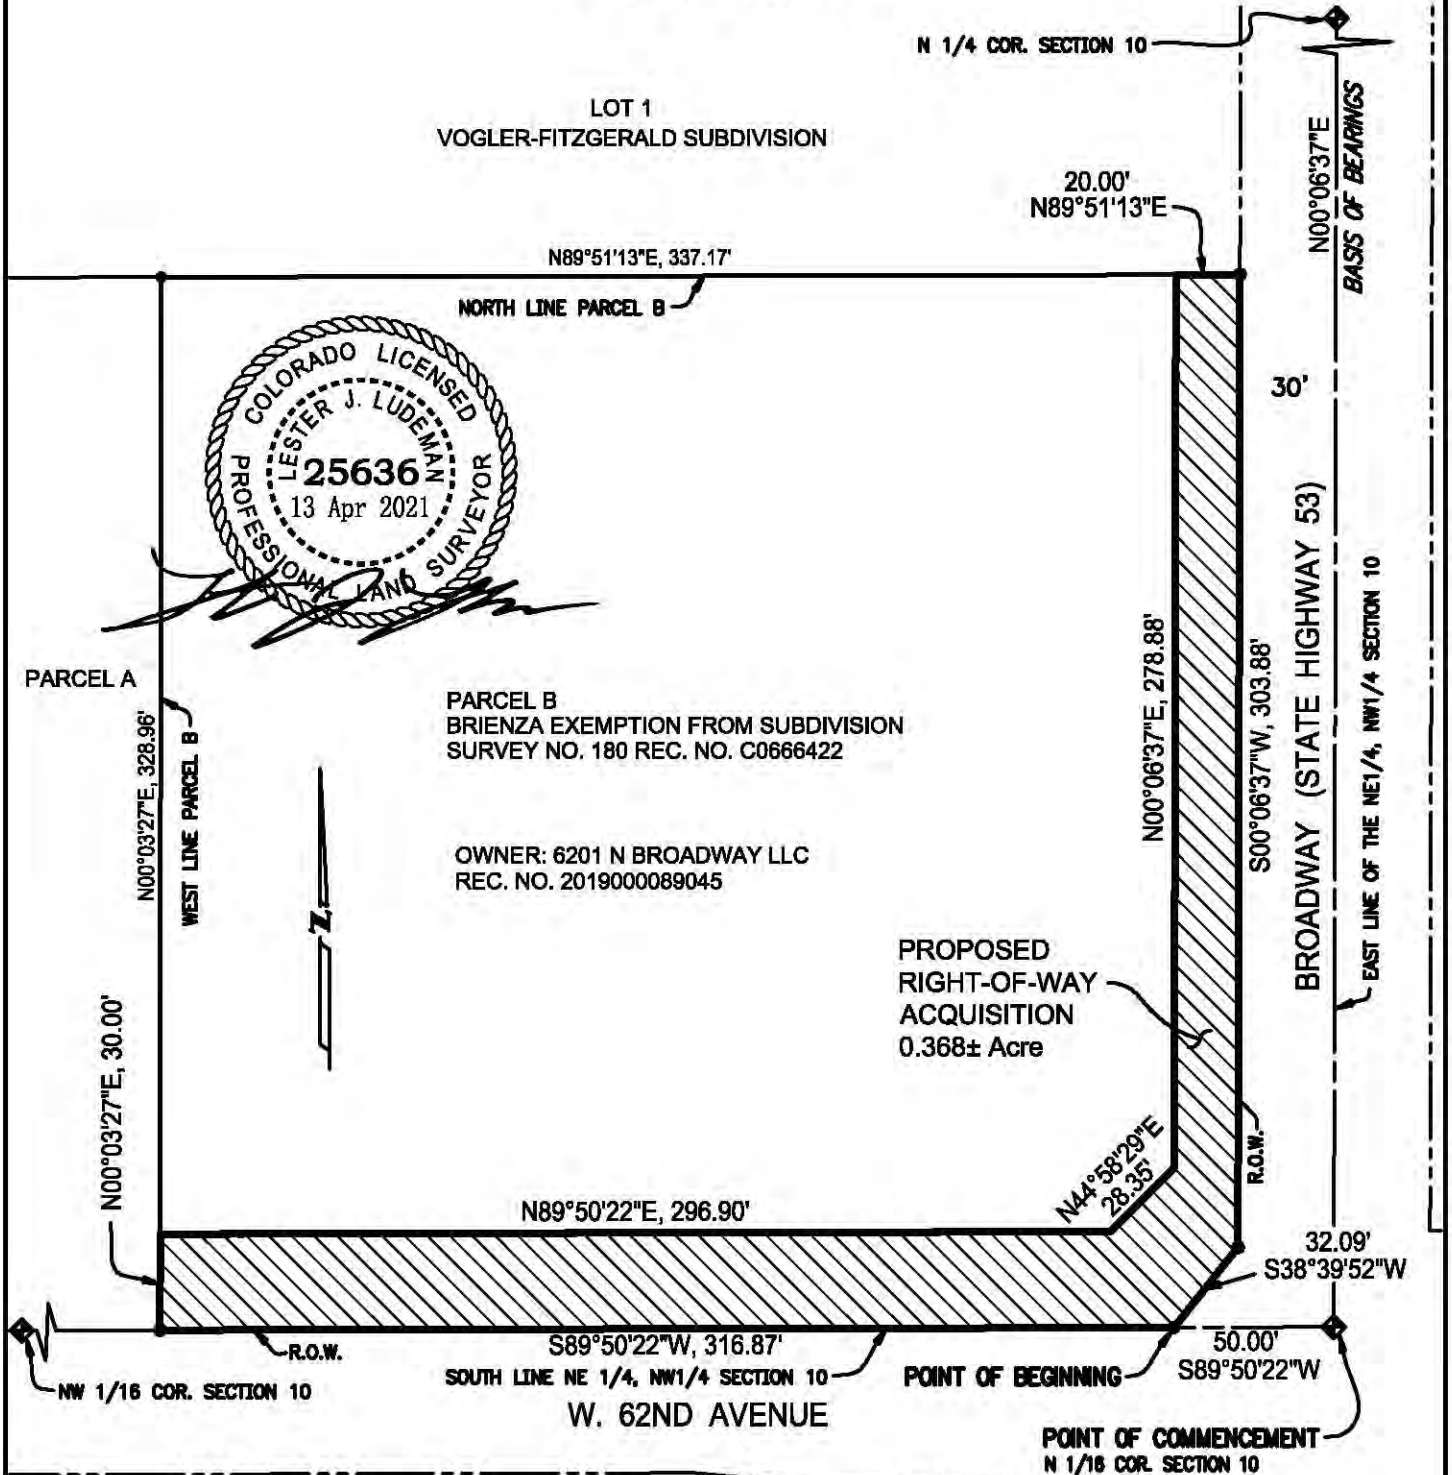 N 1/4 COR. SECTION 10
LOT 1
VOGLER-FITZGERALD SUBDIVISION
N00°06'37"E
BASIS OF BEARINGS
20.00'
N89°51'13"E
N89°51'13"E, 337.17'
NORTH LINE PARCEL B
COLORADO LICENSED
LESTER J. LUDEMAN
25636
13 Apr 2021
PROFESSIONAL LAND SURVEYOR
30'
PARCEL A
N00°03'27"E, 328.96'
WEST LINE PARCEL B
PARCEL B
BRIENZA EXEMPTION FROM SUBDIVISION
SURVEY NO. 180 REC. NO. C0666422
OWNER: 6201 N BROADWAY LLC
REC. NO. 2019000089045
N
N00°06'37"E, 278.88'
S00°06'37"W, 303.88'
BROADWAY (STATE HIGHWAY 53)
EAST LINE OF THE NE1/4, NW1/4 SECTION 10
PROPOSED
RIGHT-OF-WAY
ACQUISITION
0.368± Acre
N00°03'27"E, 30.00'
N89°50'22"E, 296.90'
N44°58'29"E
28.35'
R.O.W.
32.09'
S38°39'52"W
R.O.W.
S89°50'22"W, 316.87'
SOUTH LINE NE 1/4, NW1/4 SECTION 10
50.00'
S89°50'22"W
POINT OF BEGINNING
NW 1/16 COR. SECTION 10
W. 62ND AVENUE
POINT OF COMMENCEMENT
N 1/16 COR. SECTION 10